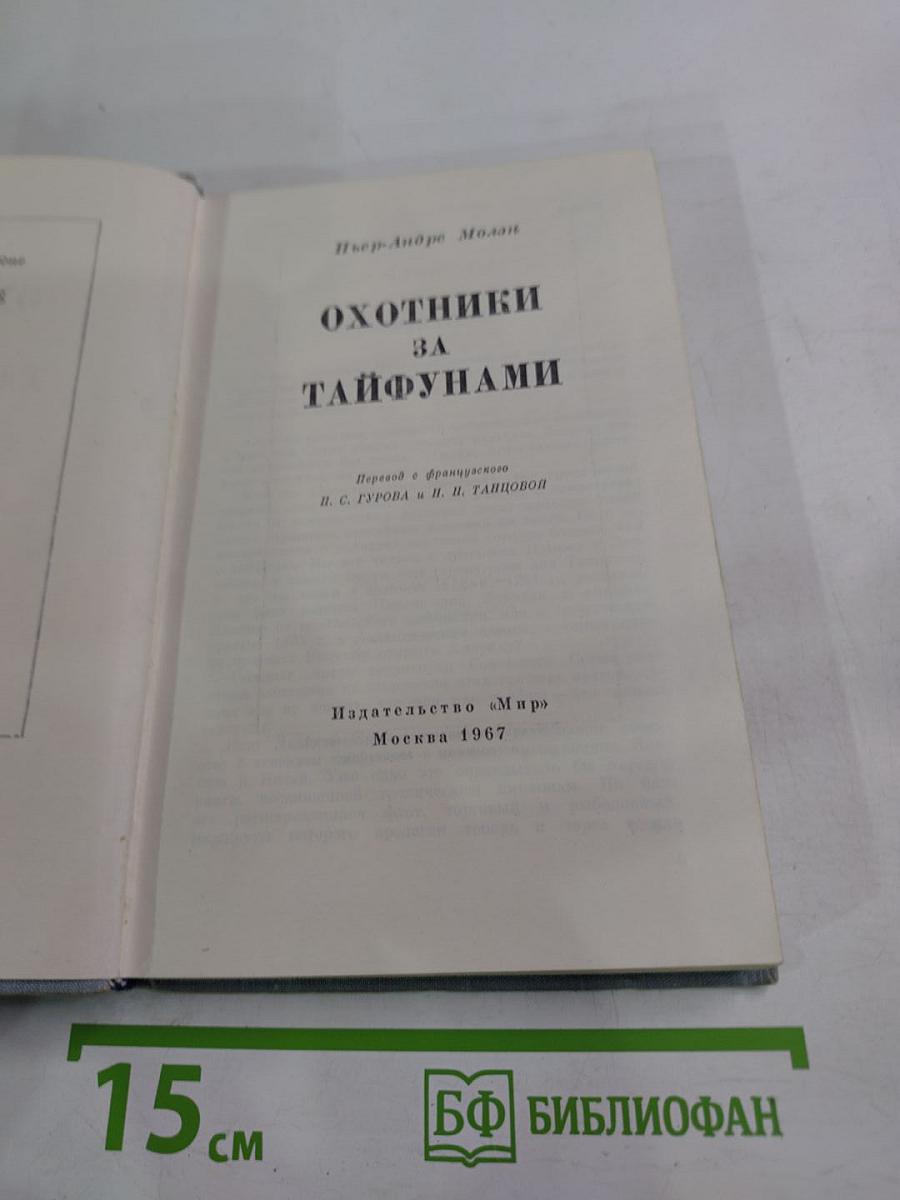 Пьер-Андре Молэн
ОХОТНИКИ
ЗА
ТАЙФУНАМИ
Перевод с французского
И. С. ГУРОВА и И. И. ТАНЦОВОЙ
Издательство «Мир»
Москва 1967
15 см
БФ БИБЛИОФАН